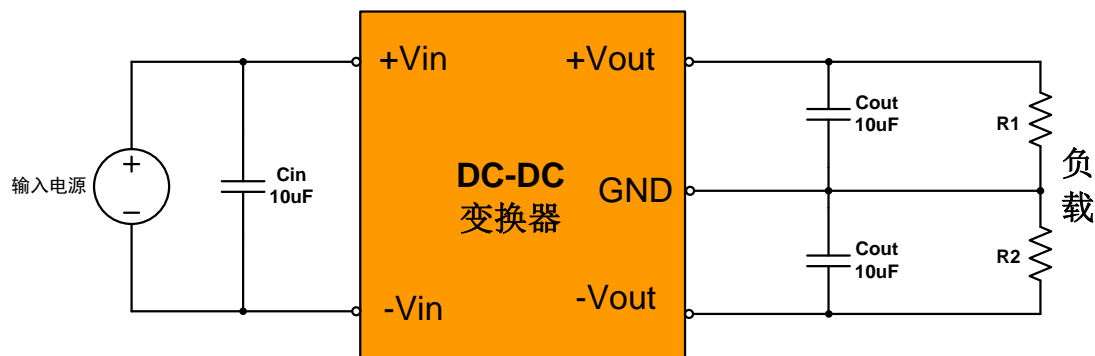 +Vin
+Vout
Cout
10uF
R1
输入电源
+
−
Cin
10uF
DC-DC
变换器
GND
负
载
Cout
10uF
R2
-Vin
-Vout